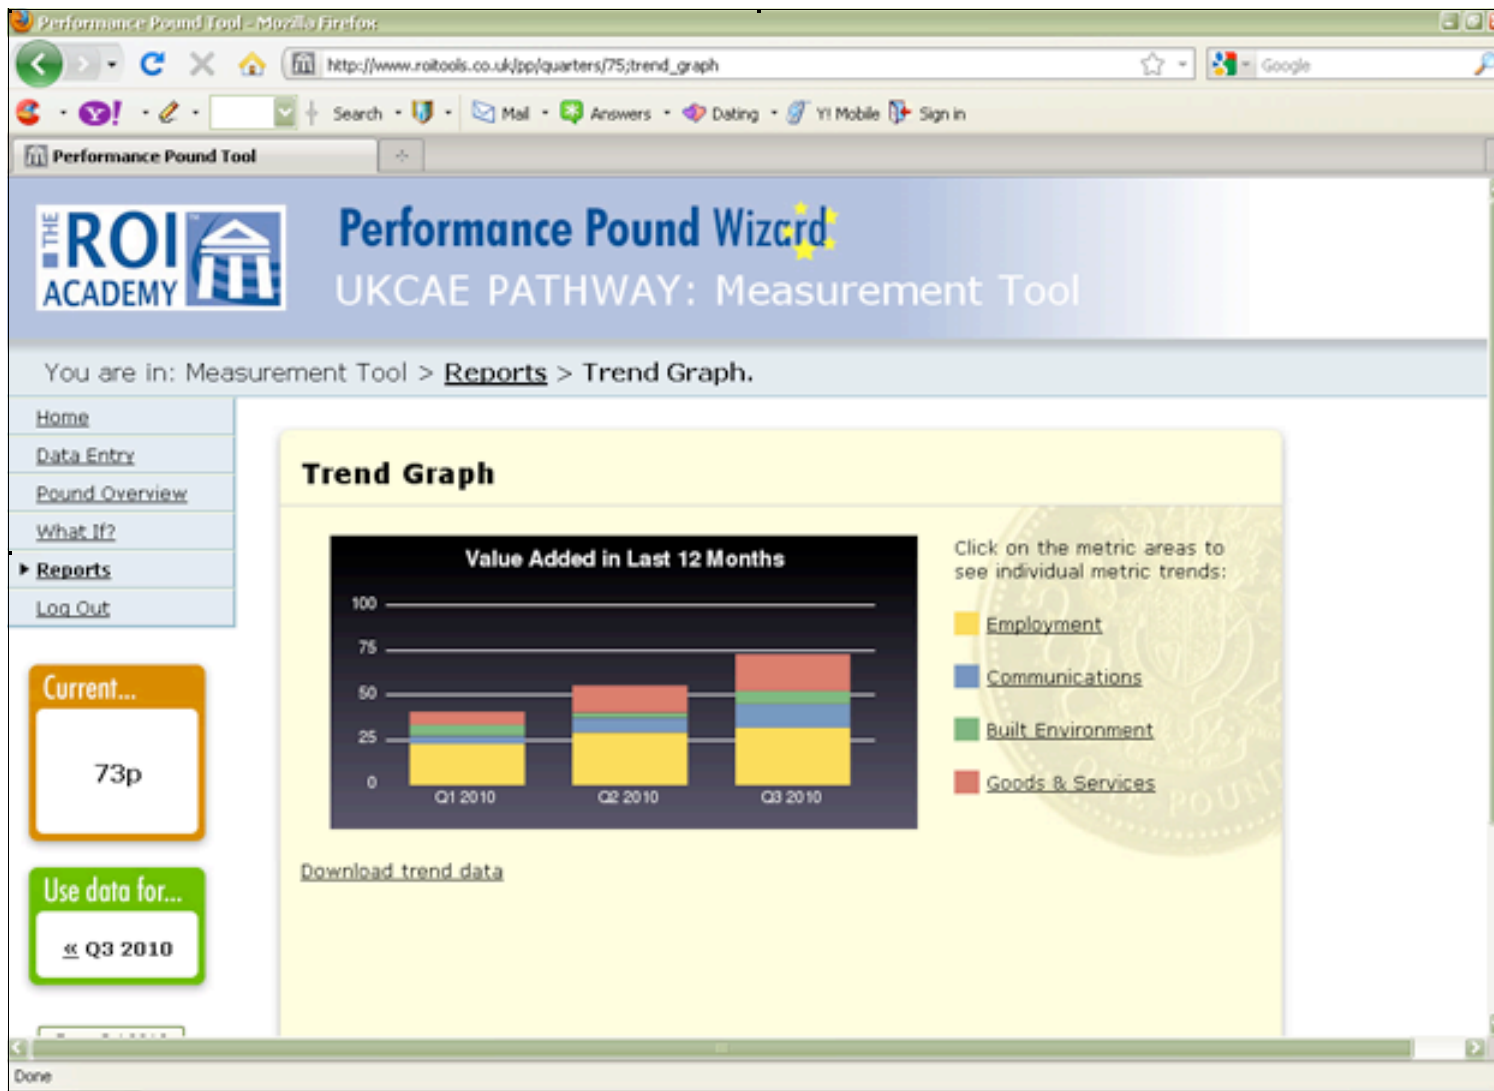 Performance Pound Tool - Mozilla Firefox
http://www.roitools.co.uk/pp/quarters/75;trend_graph
Google
Y! Search Mail Answers Dating Y! Mobile Sign in
Performance Pound Tool
THE ROI ACADEMY
Performance Pound Wizard
UKCAE PATHWAY: Measurement Tool
You are in: Measurement Tool > Reports > Trend Graph.
Home
Data Entry
Pound Overview
What If?
Reports
Log Out
Current...
73p
Use data for...
« Q3 2010
Trend Graph
Value Added in Last 12 Months
100
75
50
25
0
Q1 2010 Q2 2010 Q3 2010
Click on the metric areas to
see individual metric trends:
Employment
Communications
Built Environment
Goods & Services
ONE POUND
Download trend data
Done